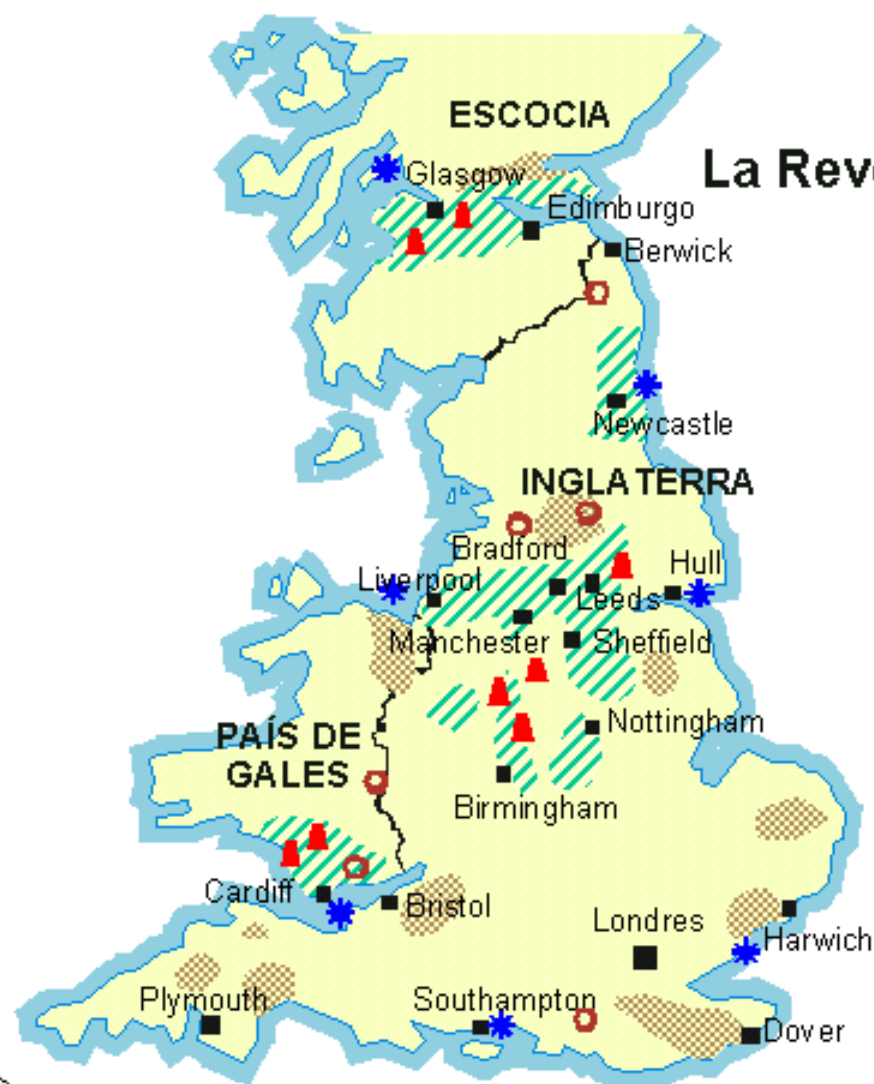 ESCOCIA
La Rev
Glasgow
Edimburgo
Berwick
Newcastle
INGLATERRA
Bradford
Hull
Liverpool
Leeds
Manchester
Sheffield
Nottingham
PAÍS DE
GALES
Birmingham
Cardiff
Bristol
Londres
Harwich
Plymouth
Southampton
Dover